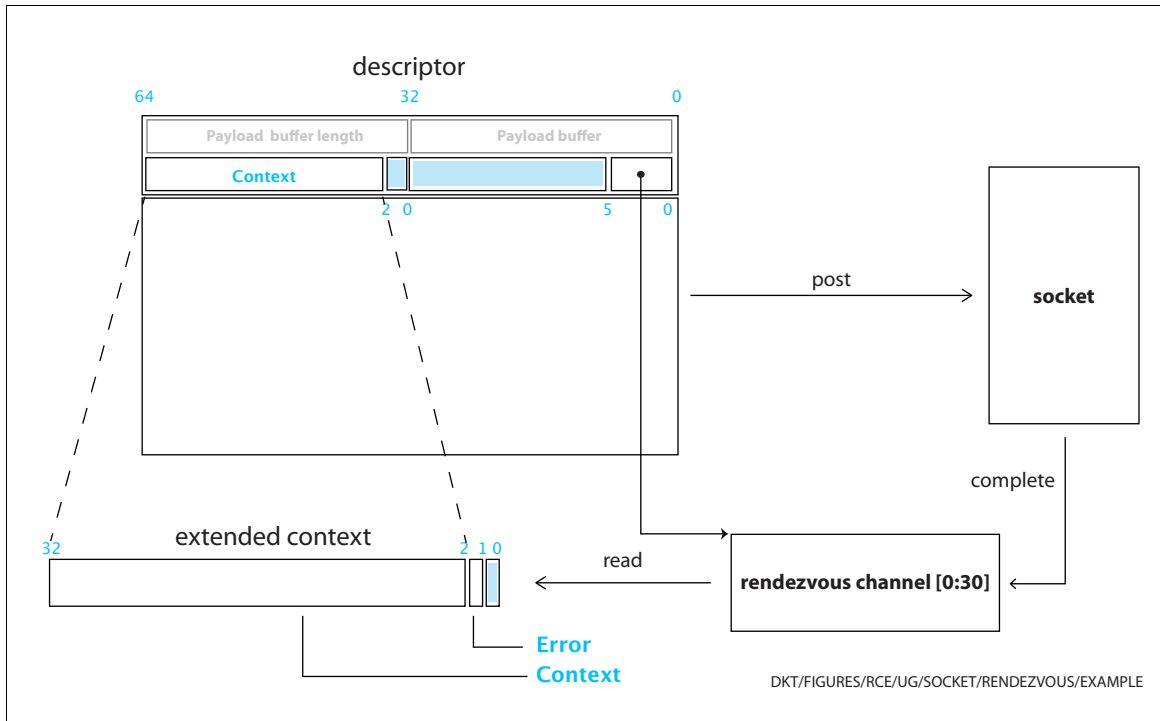 descriptor
64 32 0
Payload buffer length Payload buffer
Context
2 0 5 0
post
socket
complete
extended context
32 2 1 0
read
rendezvous channel [0:30]
Error
Context
DKT/FIGURES/RCE/UG/SOCKET/RENDEZVOUS/EXAMPLE